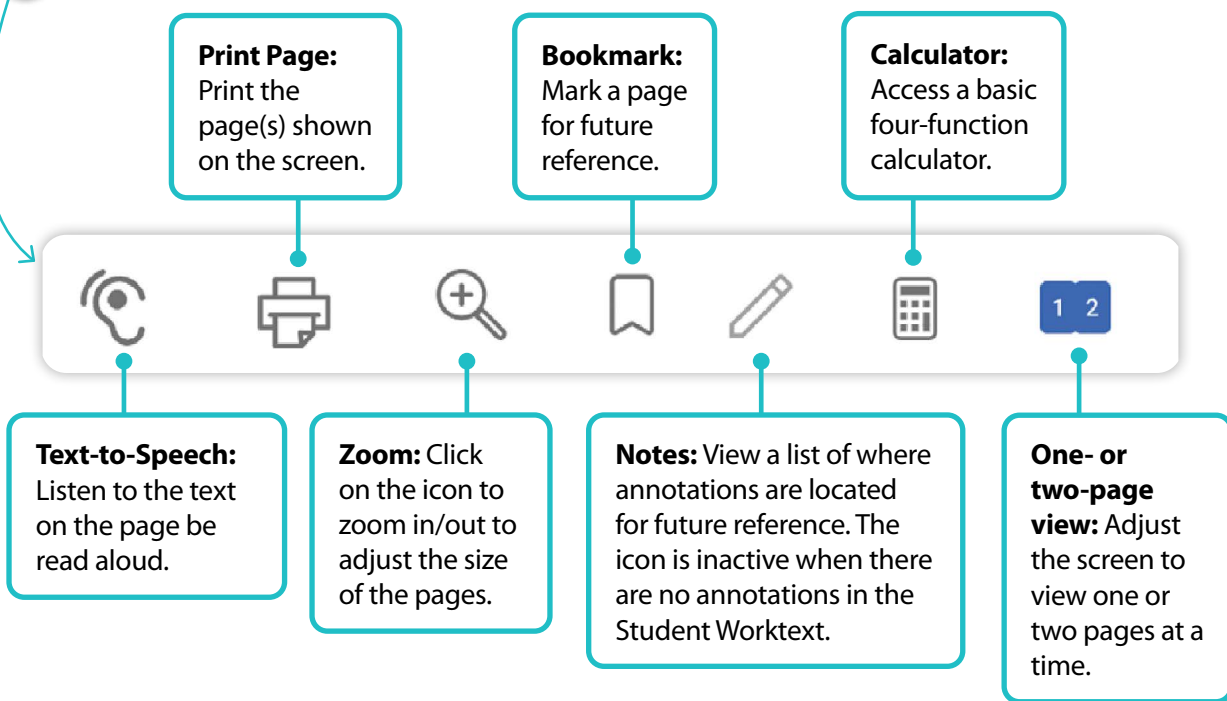 Print Page:
Print the
page(s) shown
on the screen.
Bookmark:
Mark a page
for future
reference.
Calculator:
Access a basic
four-function
calculator.
1 2
Text-to-Speech:
Listen to the text
on the page be
read aloud.
Zoom: Click
on the icon to
zoom in/out to
adjust the size
of the pages.
Notes: View a list of where
annotations are located
for future reference. The
icon is inactive when there
are no annotations in the
Student Worktext.
One- or
two-page
view: Adjust
the screen to
view one or
two pages at a
time.